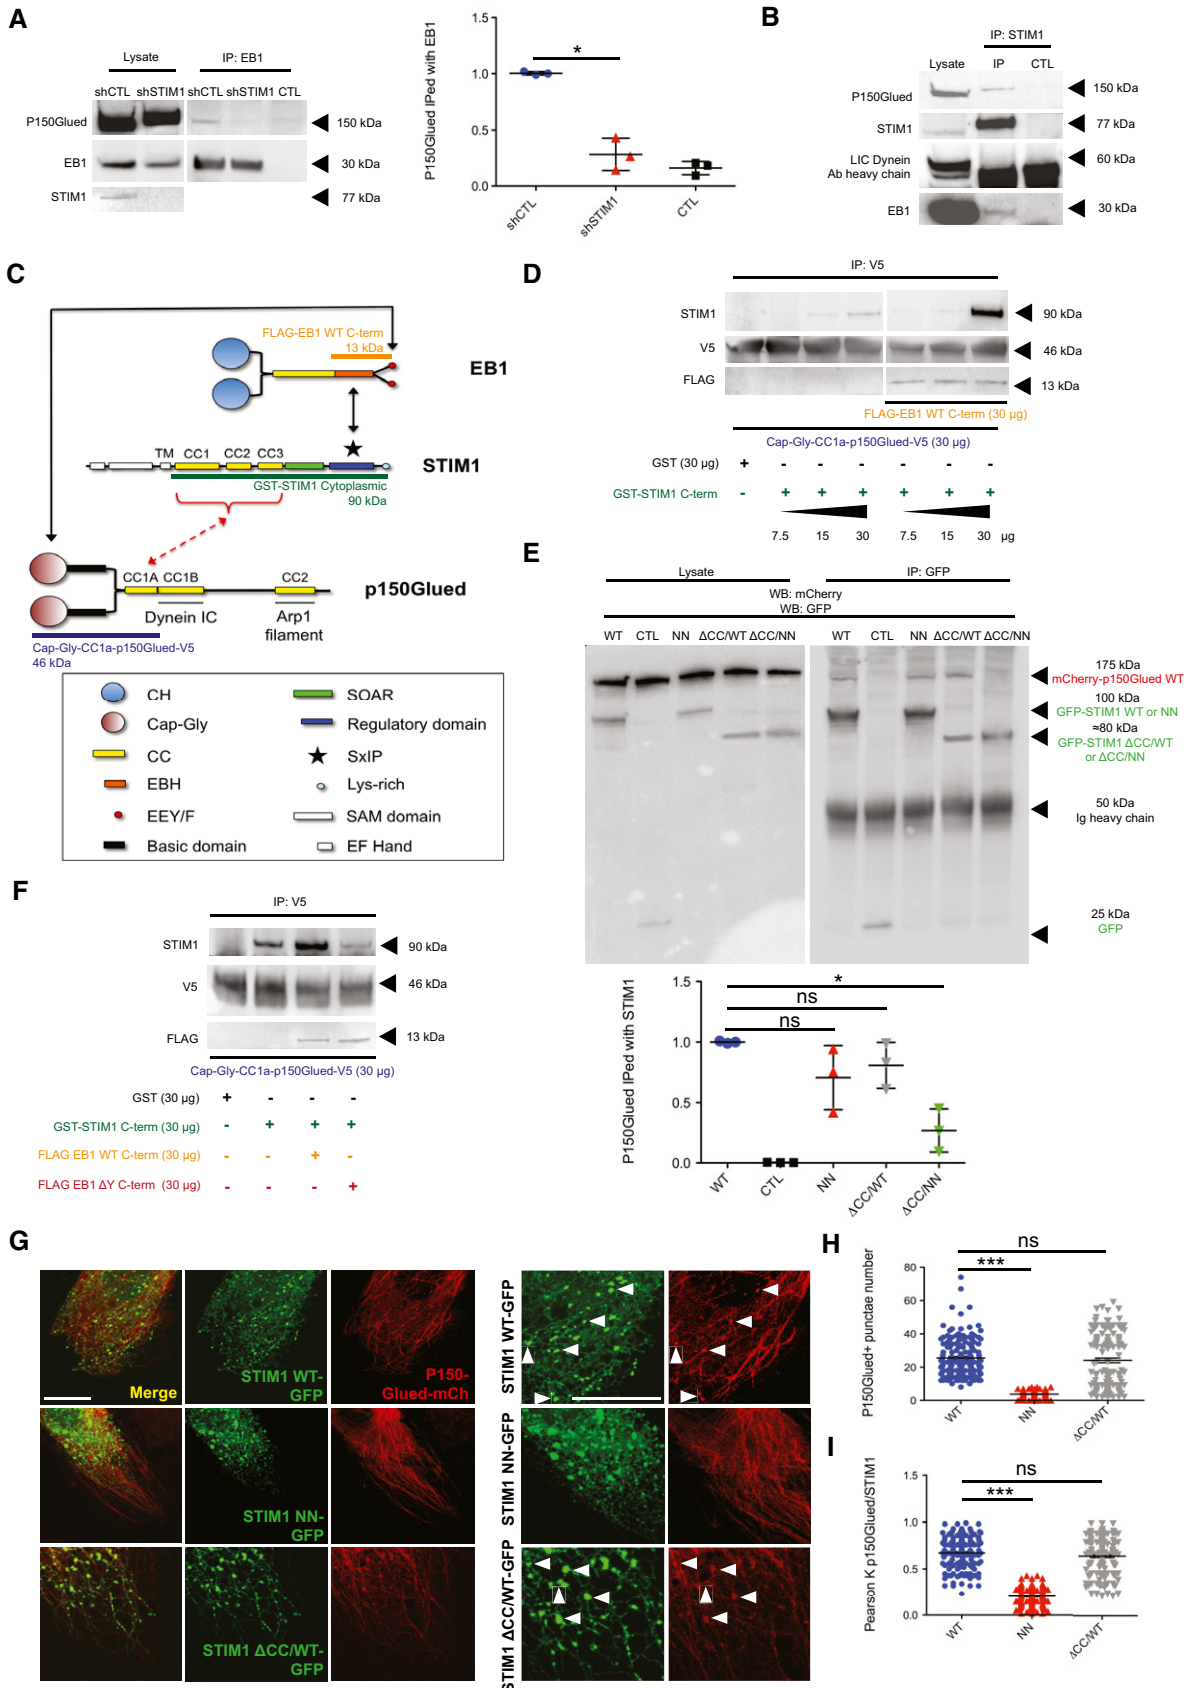 A
Lysate
IP: EB1
shCTL shSTIM1 shCTL shSTIM1 CTL
P150Glued
150 kDa
EB1
30 kDa
STIM1
77 kDa
P150Glued IPed with EB1
1.5
1.0
0.5
0.0
*
shCTL
shSTIM1
CTL
B
IP: STIM1
Lysate IP CTL
P150Glued
150 kDa
STIM1
77 kDa
LIC Dynein
Ab heavy chain
60 kDa
EB1
30 kDa
C
FLAG-EB1 WT C-term
13 kDa
EB1
TM CC1 CC2 CC3
STIM1
GST-STIM1 Cytoplasmic
90 kDa
CC1A CC1B CC2
p150Glued
Dynein IC
Arp1
filament
Cap-Gly-CC1a-p150Glued-V5
46 kDa
CH
SOAR
Cap-Gly
Regulatory domain
CC
SxIP
EBH
Lys-rich
EEY/F
SAM domain
Basic domain
EF Hand
D
IP: V5
STIM1
90 kDa
V5
46 kDa
FLAG
13 kDa
FLAG-EB1 WT C-term (30 µg)
Cap-Gly-CC1a-p150Glued-V5 (30 µg)
GST (30 µg) + - - - - - -
GST-STIM1 C-term - + + + + + +
7.5 15 30 7.5 15 30 µg
E
Lysate
IP: GFP
WB: mCherry
WB: GFP
WT CTL NN ΔCC/WT ΔCC/NN
WT CTL NN ΔCC/WT ΔCC/NN
175 kDa
mCherry-p150Glued WT
100 kDa
GFP-STIM1 WT or NN
≈80 kDa
GFP-STIM1 ΔCC/WT
or ΔCC/NN
50 kDa
Ig heavy chain
25 kDa
GFP
P150Glued IPed with STIM1
1.5
1.0
0.5
0.0
*
ns
ns
WT
CTL
NN
ΔCC/WT
ΔCC/NN
F
IP: V5
STIM1
90 kDa
V5
46 kDa
FLAG
13 kDa
Cap-Gly-CC1a-p150Glued-V5 (30 µg)
GST (30 µg) + - - -
GST-STIM1 C-term (30 µg) - + + +
FLAG EB1 WT C-term (30 µg) - - + -
FLAG EB1 ΔY C-term (30 µg) - - - +
G
Merge
STIM1 WT-
GFP
P150-
Glued-mCh
STIM1 NN-
GFP
STIM1 ΔCC/WT-
GFP
STIM1 WT-GFP
STIM1 NN-GFP
STIM1 ΔCC/WT-GFP
H
P150Glued+ punctae number
80
60
40
20
0
ns
***
WT
NN
ΔCC/WT
I
Pearson K p150Glued/STIM1
1.5
1.0
0.5
0.0
ns
***
WT
NN
ΔCC/WT